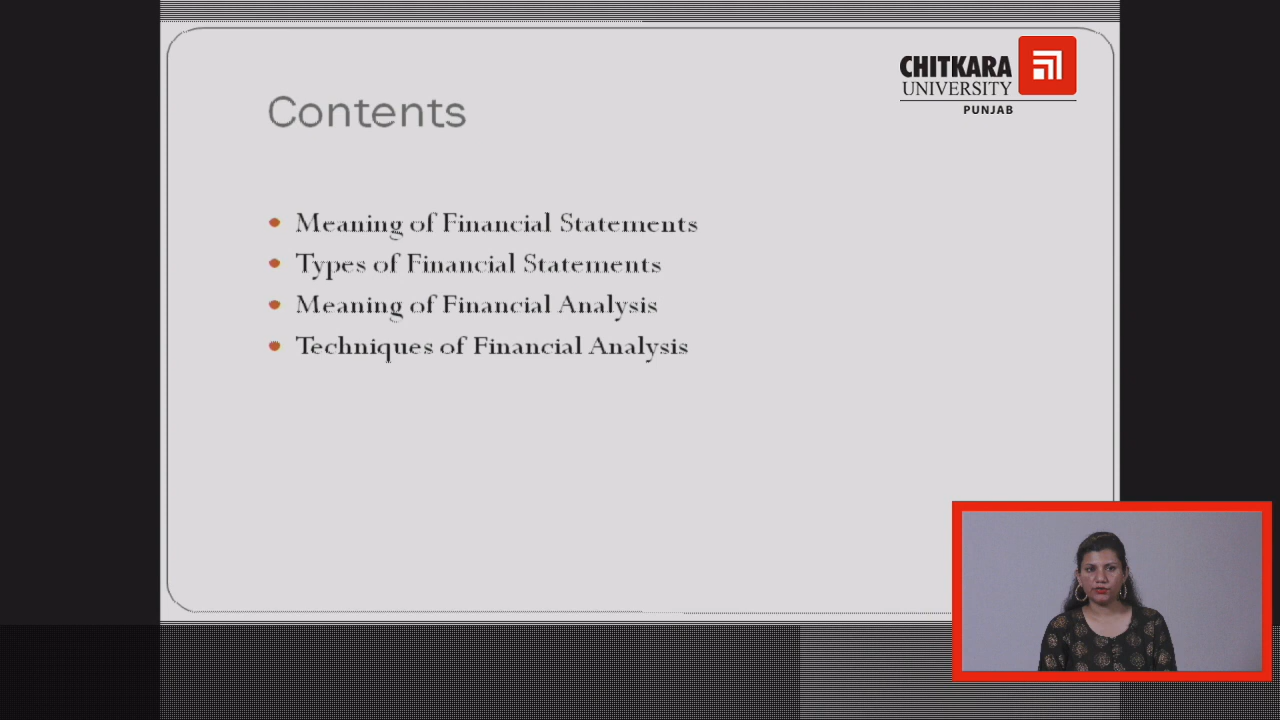 CHITKARA
UNIVERSITY
PUNJAB
Contents
Meaning of Financial Statements
Types of Financial Statements
Meaning of Financial Analysis
Techniques of Financial Analysis